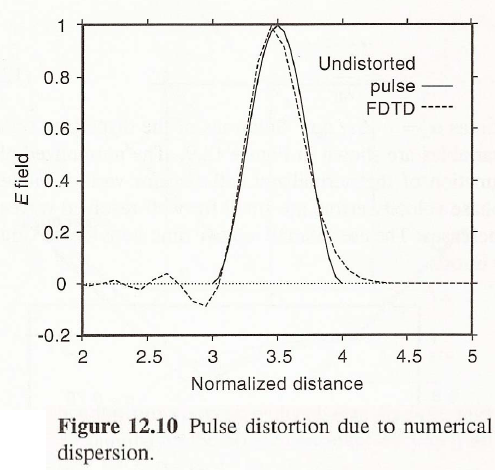 1
0.8
0.6
0.4
0.2
0
-0.2
E field
Undistorted
pulse
FDTD
2
2.5
3
3.5
4
4.5
5
Normalized distance
Figure 12.10 Pulse distortion due to numerical
dispersion.